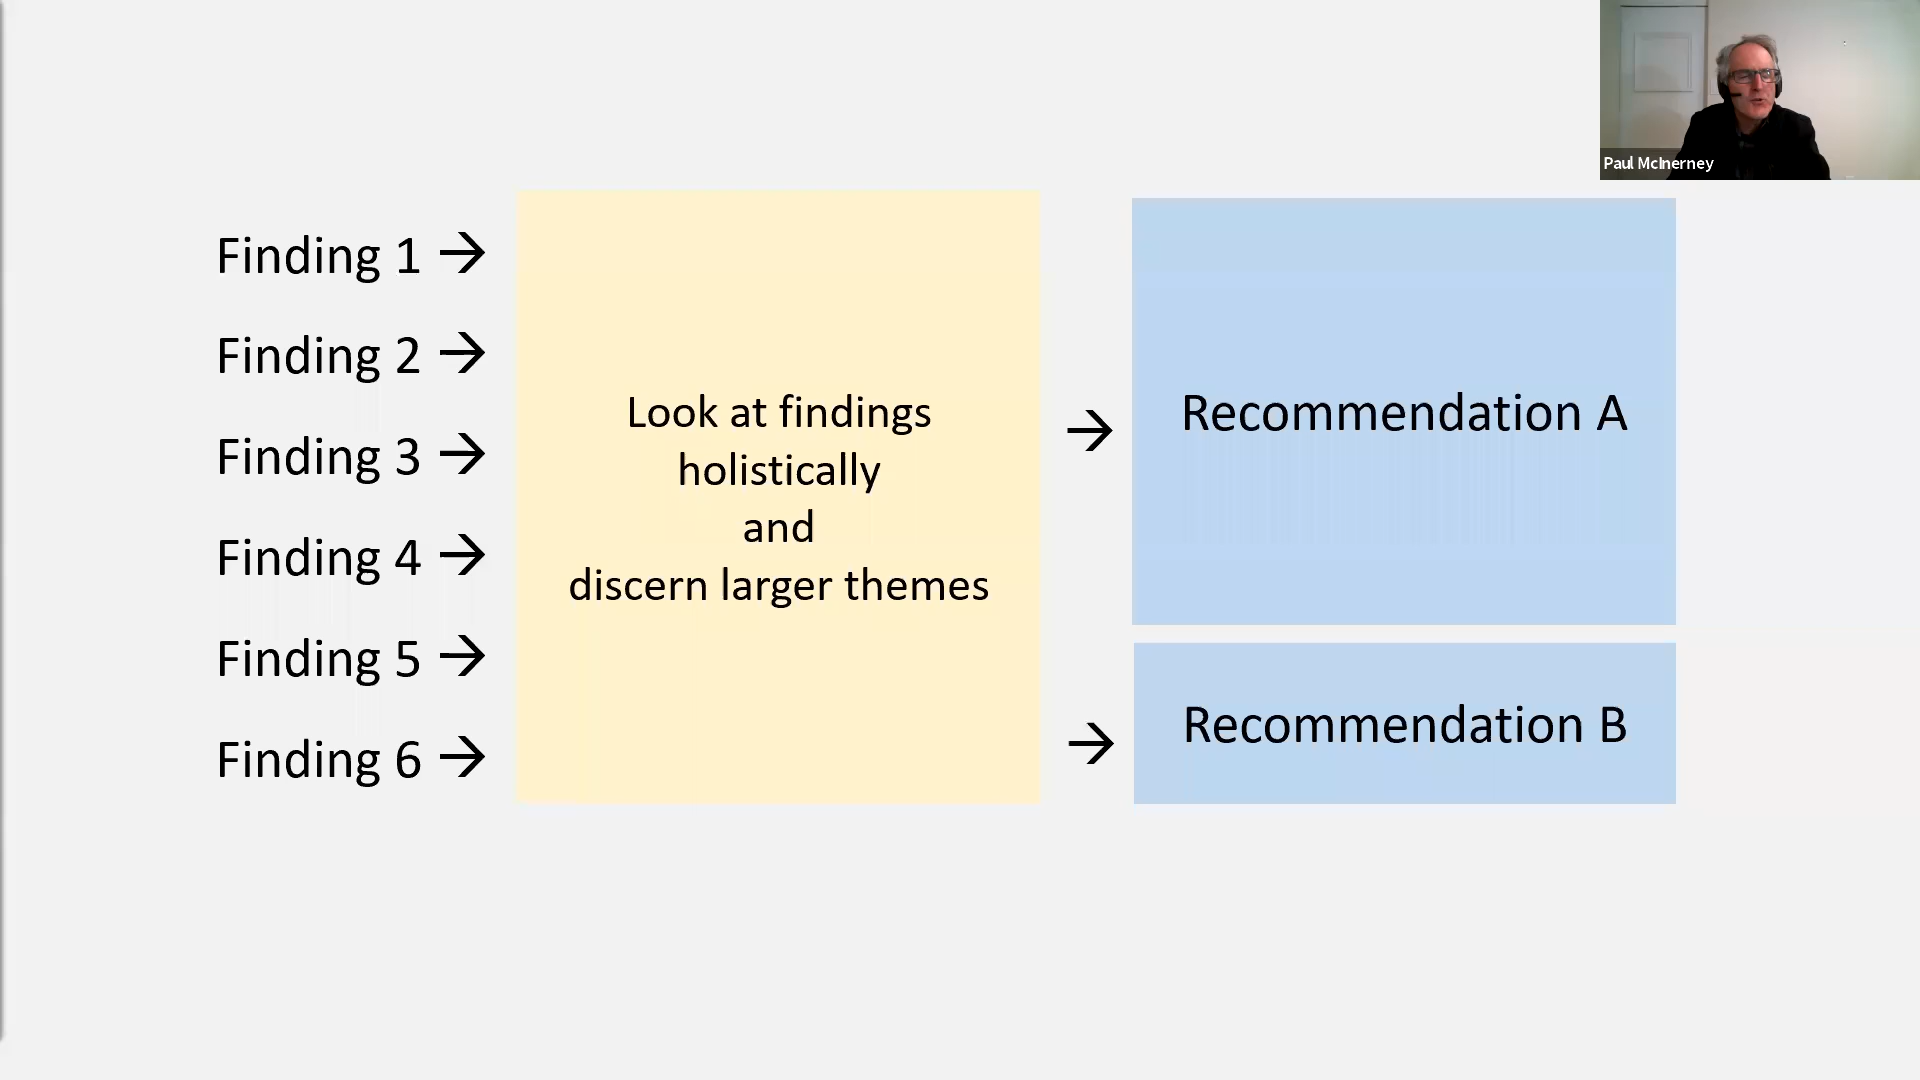 Paul McInerney
Finding 1 →
Finding 2 →
Finding 3 →
Finding 4 →
Finding 5 →
Finding 6 →
Look at findings
holistically
and
discern larger themes
→
Recommendation A
→
Recommendation B